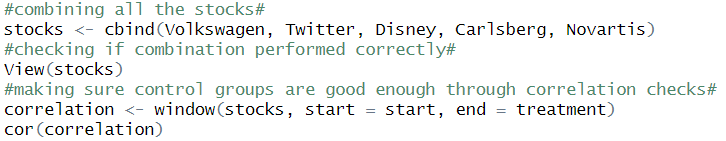 #combining all the stocks#
stocks <- cbind(Volkswagen, Twitter, Disney, Carlsberg, Novartis)
#checking if combination performed correctly#
View(stocks)
#making sure control groups are good enough through correlation checks#
correlation <- window(stocks, start = start, end = treatment)
cor(correlation)